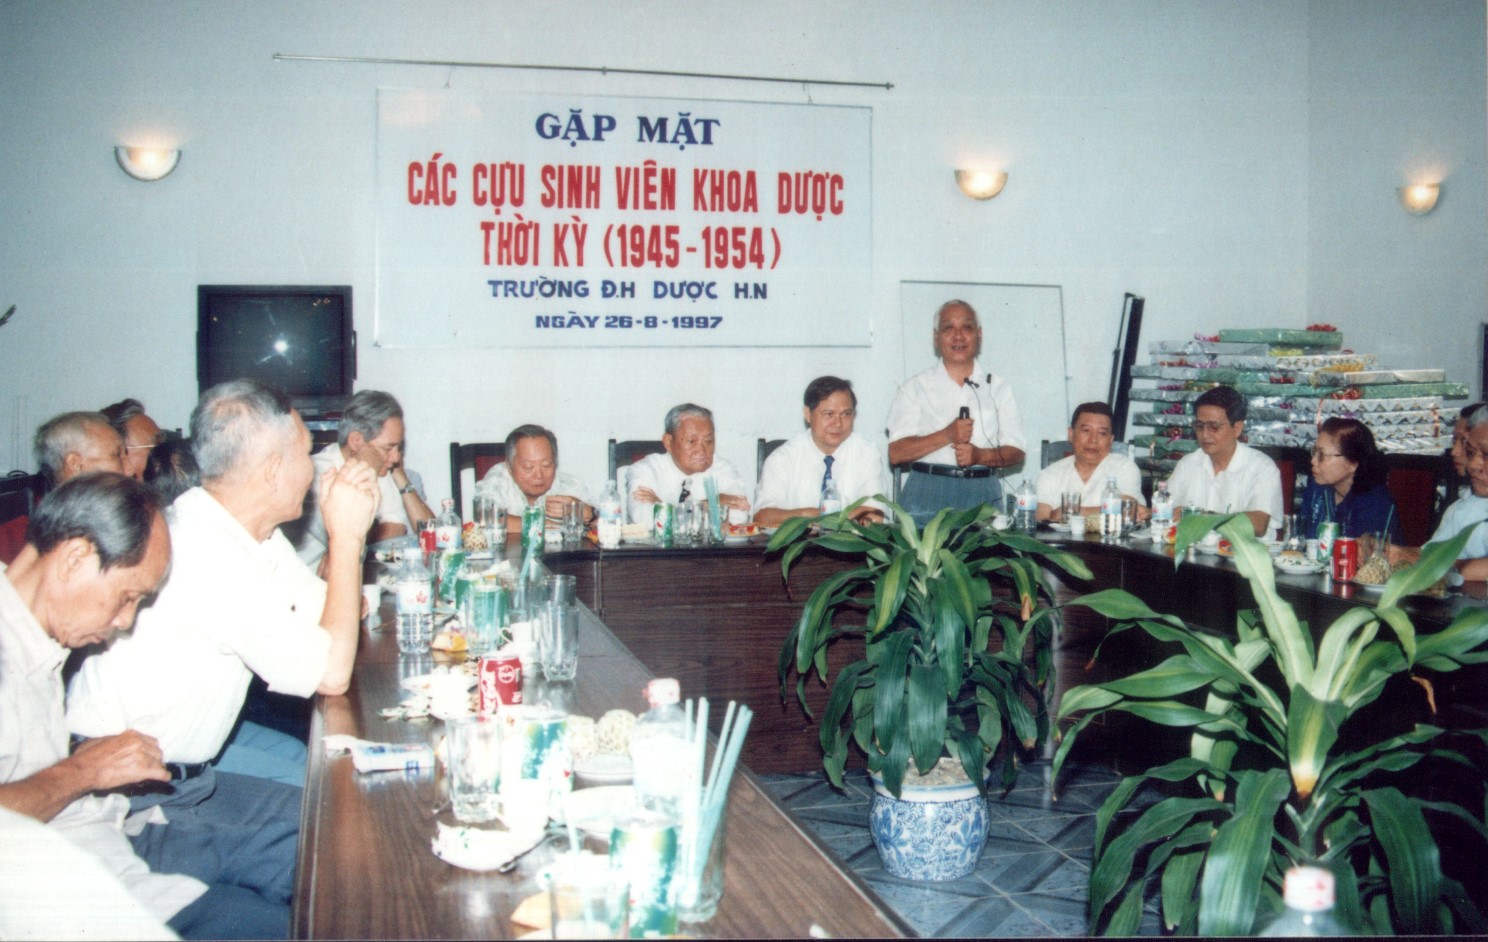 GẶP MẶT
CÁC CỰU SINH VIÊN KHOA DƯỢC
THỜI KỲ (1945-1954)
TRƯỜNG Đ.H DƯỢC H.N
NGÀY 26-8-1997